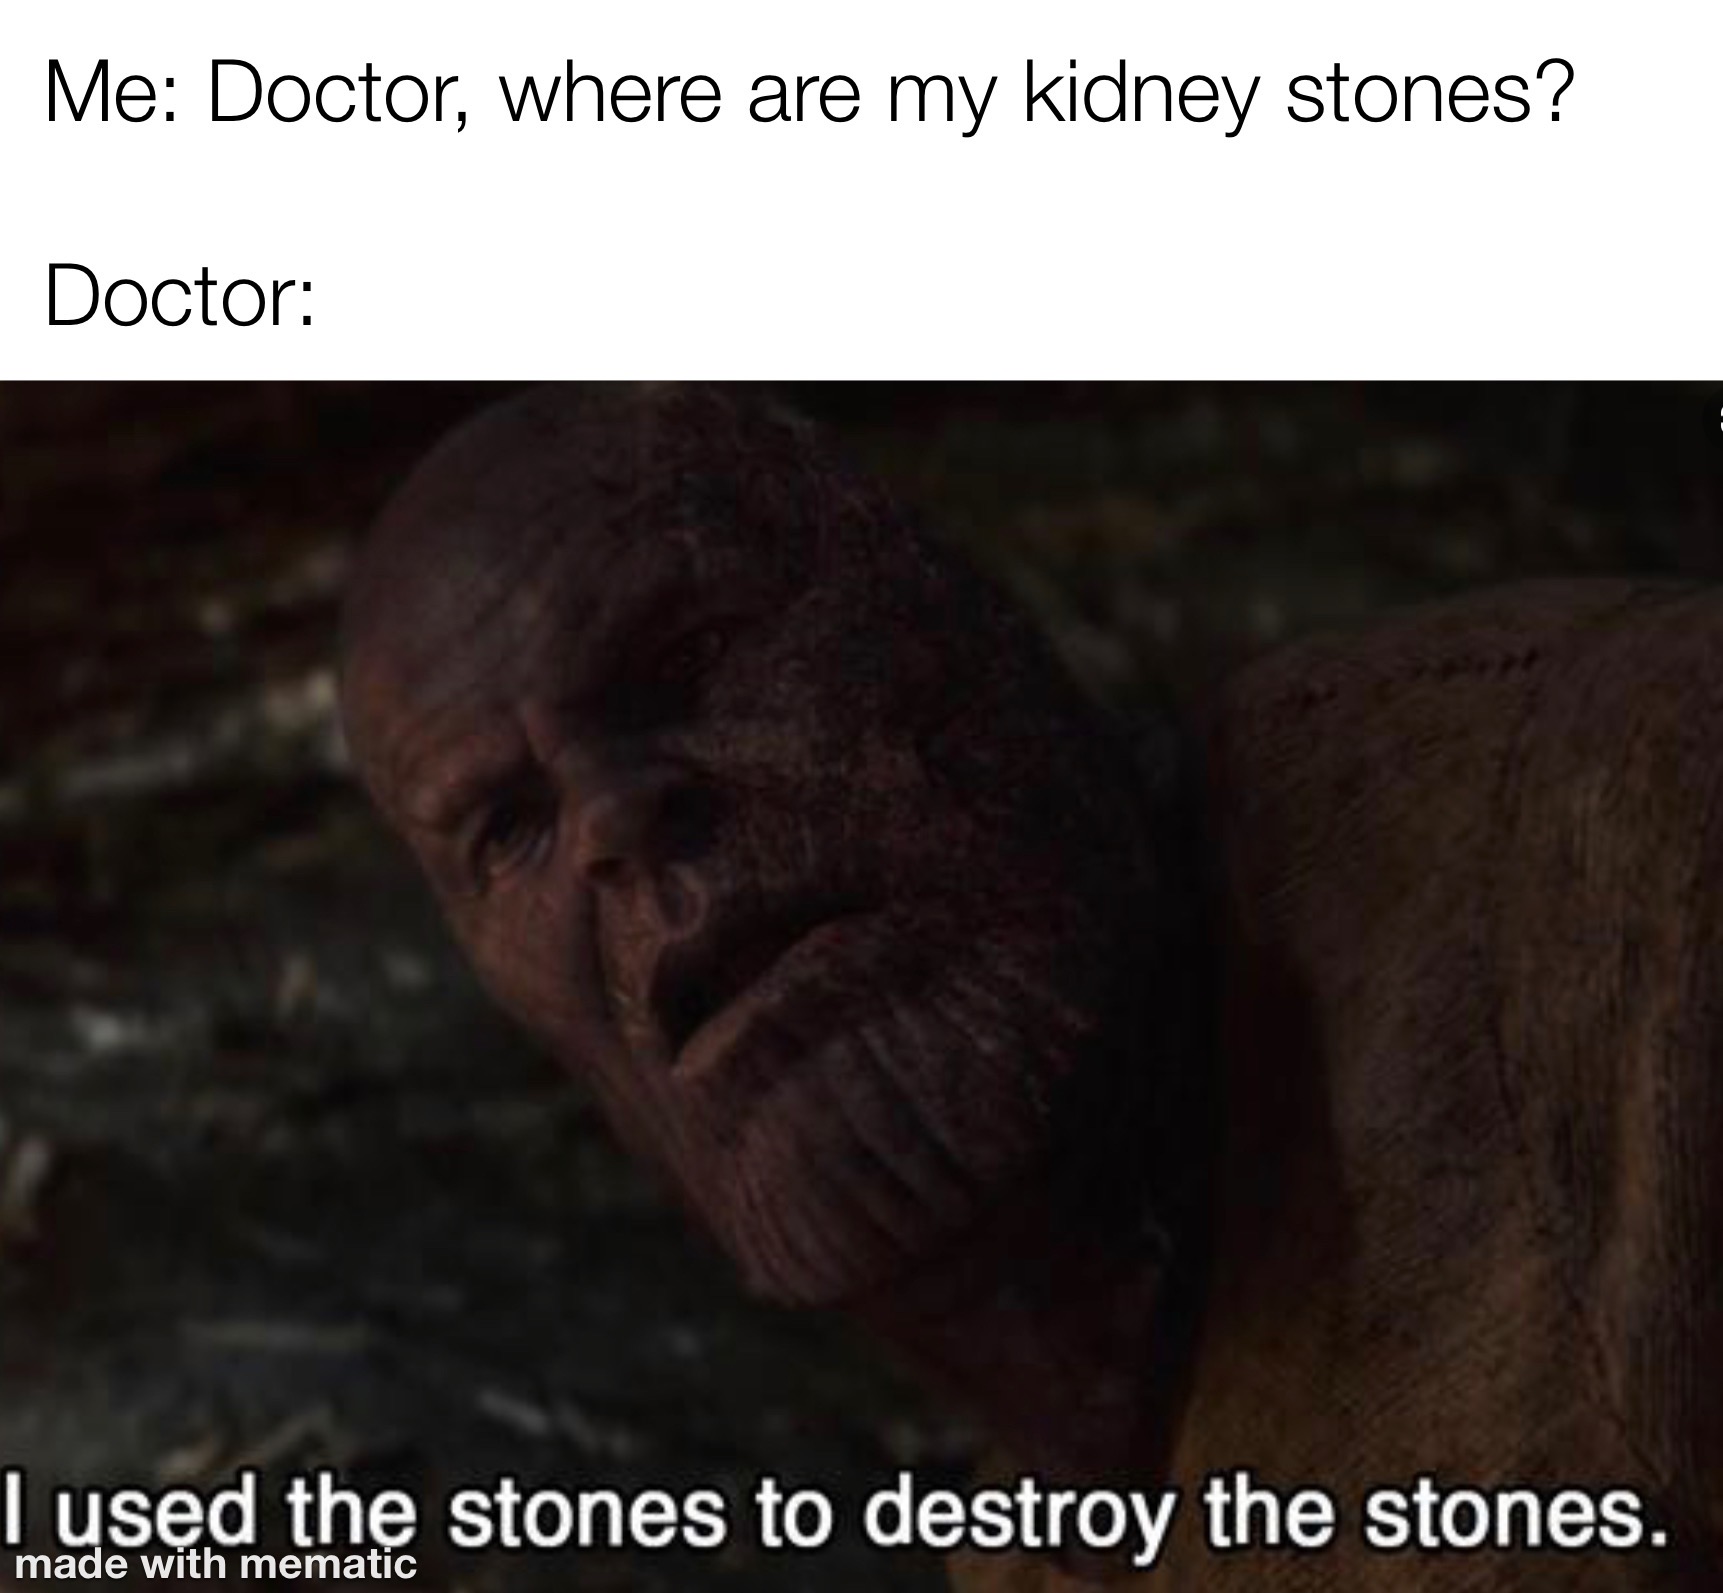 Me: Doctor, where are my kidney stones?
Doctor:
I used the stones to destroy the stones.
made with mematic